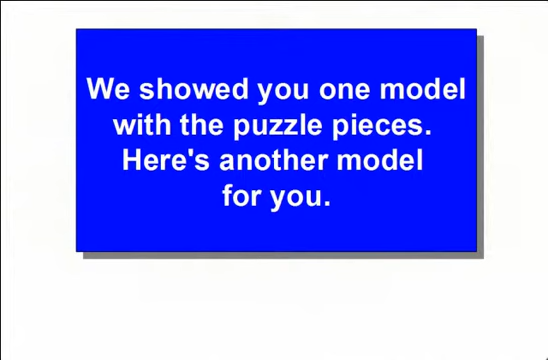 We showed you one model
with the puzzle pieces.
Here's another model
for you.